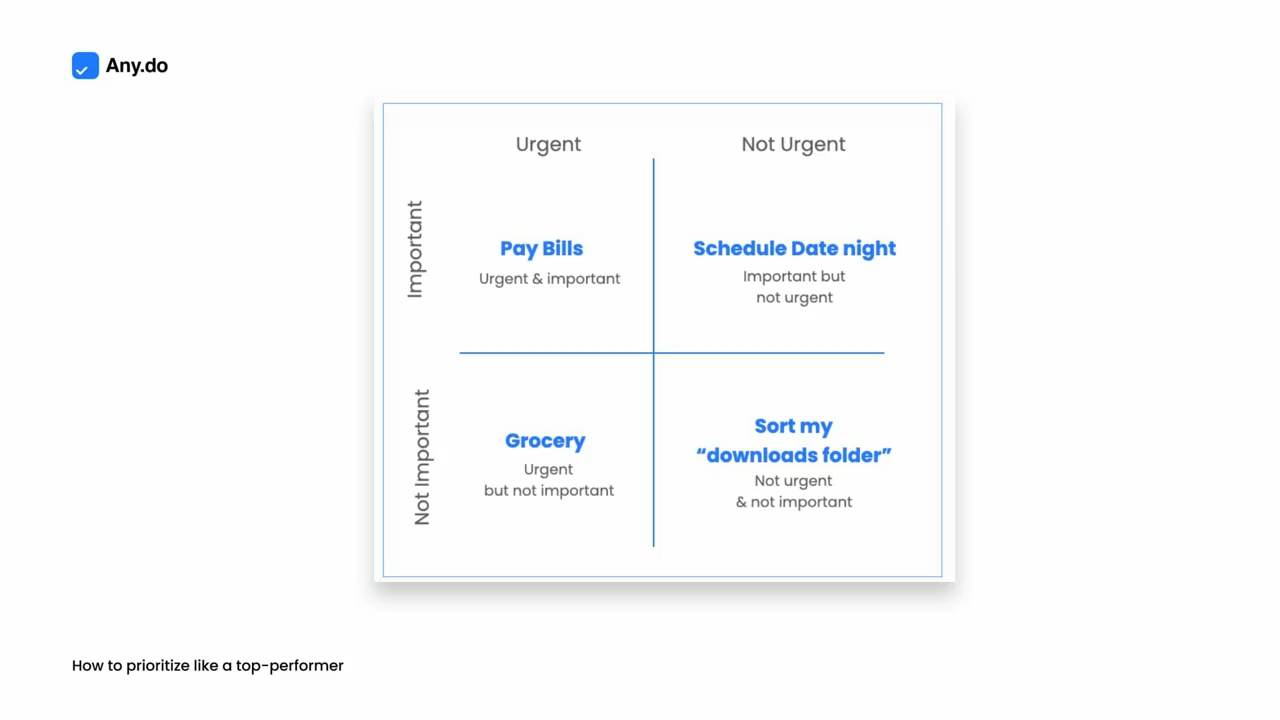 Any.do
Urgent
Not Urgent
Important
Pay Bills
Urgent & important
Schedule Date night
Important but
not urgent
Not Important
Grocery
Urgent
but not important
Sort my
“downloads folder”
Not urgent
& not important
How to prioritize like a top-performer